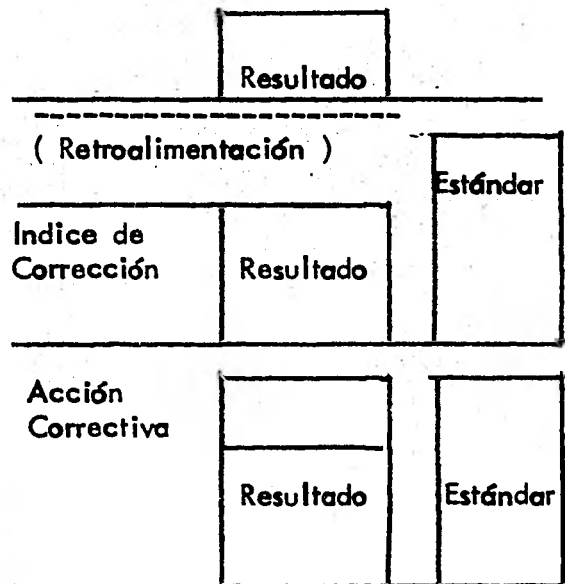 Resultado
( Retroalimentación )
Estándar
Indice de
Corrección
Resultado
Acción
Correctiva
Resultado
Estándar